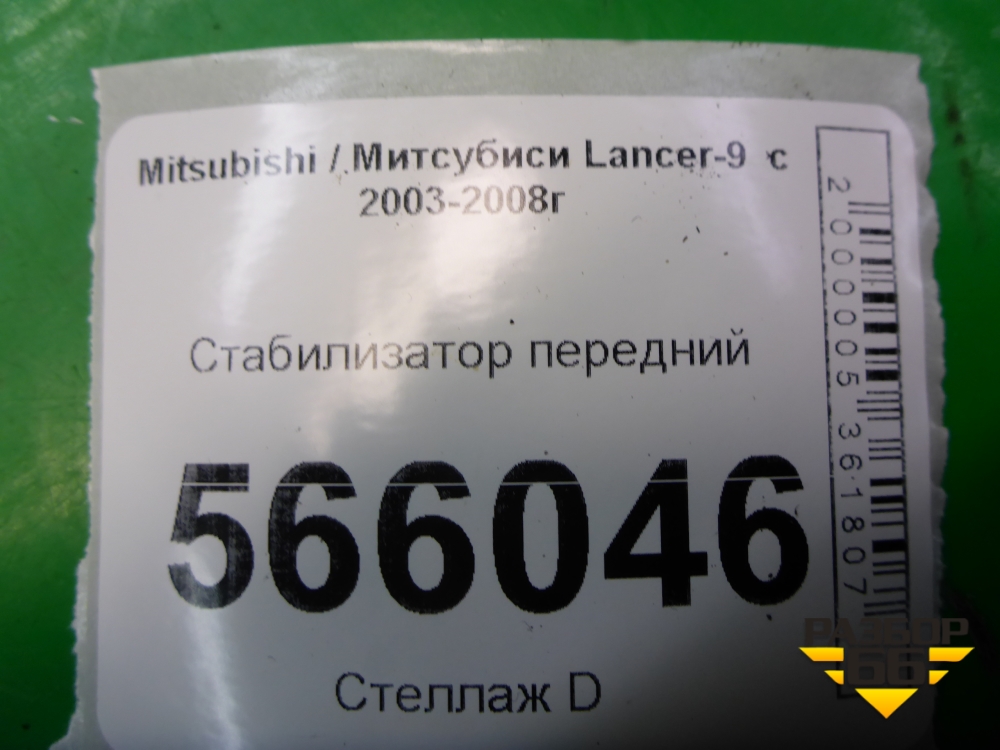 Mitsubishi / Митсубиси Lancer-9 с
2003-2008г
Стабилизатор передний
566046
Стеллаж D
2000005361807
РАЗБОР
66